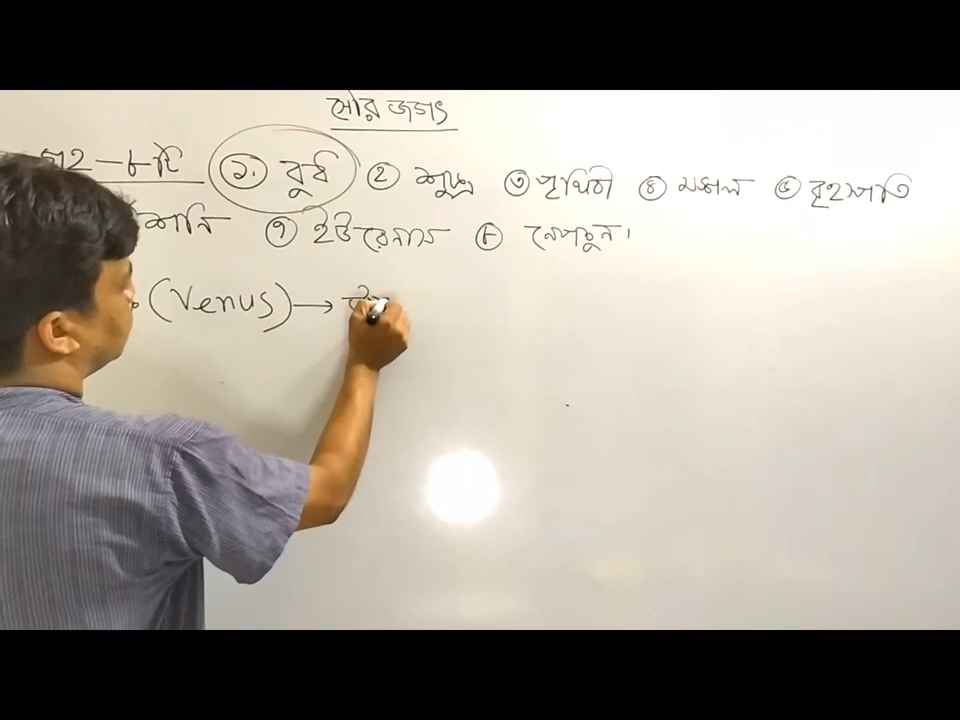 সৌর জগৎ
গ্রহ - ৮টি ১. বুধ ২ শুক্র ৩ পৃথিবী ৪ মঙ্গল ৫ বৃহস্পতি
শনি ৭ ইউরেনাস ৮ নেপচুন।
(Venus) →